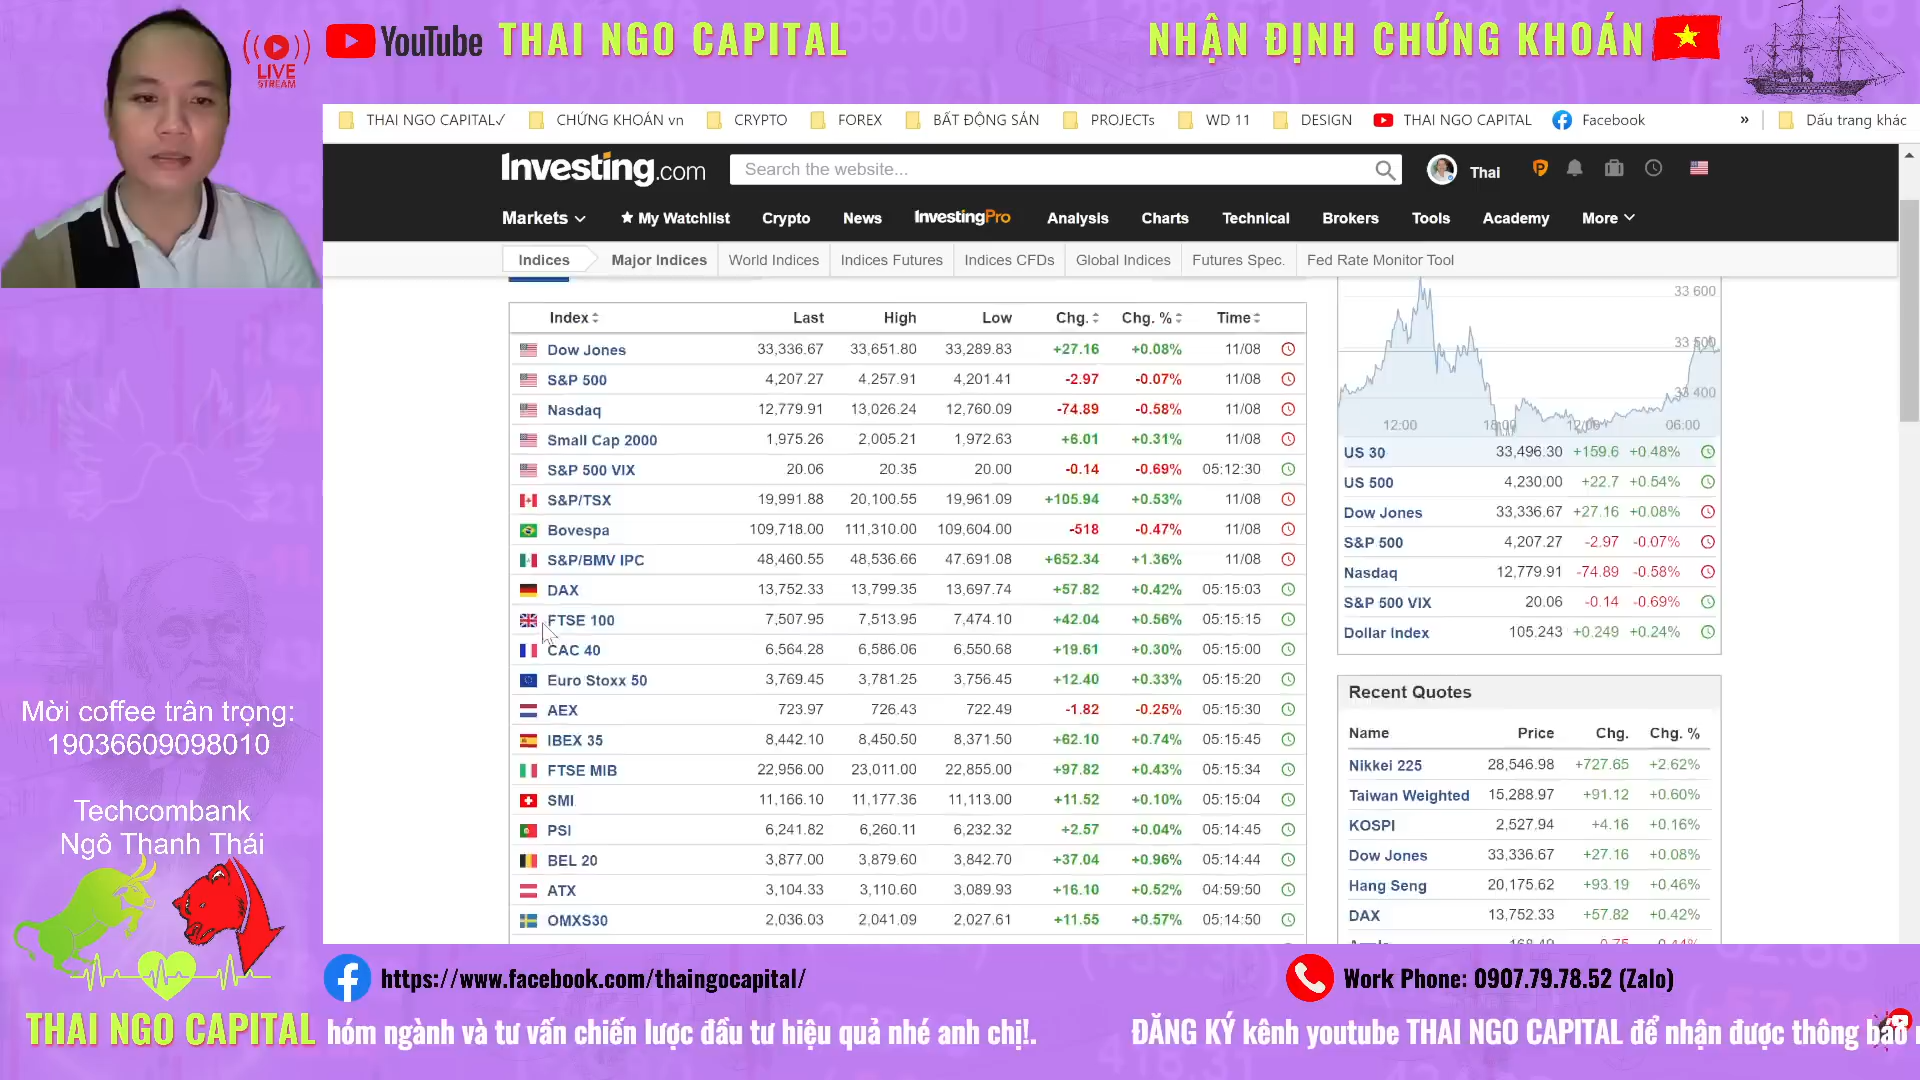 LIVE
STREAM
YouTube THAI NGO CAPITAL
NHẬN ĐỊNH CHỨNG KHOÁN
THAI NGO CAPITAL✓ CHỨNG KHOÁN vn CRYPTO FOREX BẤT ĐỘNG SẢN PROJECTs WD 11 DESIGN THAI NGO CAPITAL Facebook » Dấu trang khác
Investing.com Search the website... Thai
Markets My Watchlist Crypto News InvestingPro Analysis Charts Technical Brokers Tools Academy More
Indices Major Indices World Indices Indices Futures Indices CFDs Global Indices Futures Spec. Fed Rate Monitor Tool
Index Last High Low Chg. Chg. % Time
Dow Jones 33,336.67 33,651.80 33,289.83 +27.16 +0.08% 11/08
S&P 500 4,207.27 4,257.91 4,201.41 -2.97 -0.07% 11/08
Nasdaq 12,779.91 13,026.24 12,760.09 -74.89 -0.58% 11/08
Small Cap 2000 1,975.26 2,005.21 1,972.63 +6.01 +0.31% 11/08
S&P 500 VIX 20.06 20.35 20.00 -0.14 -0.69% 05:12:30
S&P/TSX 19,991.88 20,100.55 19,961.09 +105.94 +0.53% 11/08
Bovespa 109,718.00 111,310.00 109,604.00 -518 -0.47% 11/08
S&P/BMV IPC 48,460.55 48,536.66 47,691.08 +652.34 +1.36% 11/08
DAX 13,752.33 13,799.35 13,697.74 +57.82 +0.42% 05:15:03
FTSE 100 7,507.95 7,513.95 7,474.10 +42.04 +0.56% 05:15:15
CAC 40 6,564.28 6,586.06 6,550.68 +19.61 +0.30% 05:15:00
Euro Stoxx 50 3,769.45 3,781.25 3,756.45 +12.40 +0.33% 05:15:20
AEX 723.97 726.43 722.49 -1.82 -0.25% 05:15:30
IBEX 35 8,442.10 8,450.50 8,371.50 +62.10 +0.74% 05:15:45
FTSE MIB 22,956.00 23,011.00 22,855.00 +97.82 +0.43% 05:15:34
SMI 11,166.10 11,177.36 11,113.00 +11.52 +0.10% 05:15:04
PSI 6,241.82 6,260.11 6,232.32 +2.57 +0.04% 05:14:45
BEL 20 3,877.00 3,879.60 3,842.70 +37.04 +0.96% 05:14:44
ATX 3,104.33 3,110.60 3,089.93 +16.10 +0.52% 04:59:50
OMXS30 2,036.03 2,041.09 2,027.61 +11.55 +0.57% 05:14:50
33 600
33 500
33 400
12:00 18:00 12:00 06:00
US 30 33,496.30 +159.6 +0.48%
US 500 4,230.00 +22.7 +0.54%
Dow Jones 33,336.67 +27.16 +0.08%
S&P 500 4,207.27 -2.97 -0.07%
Nasdaq 12,779.91 -74.89 -0.58%
S&P 500 VIX 20.06 -0.14 -0.69%
Dollar Index 105.243 +0.249 +0.24%
Recent Quotes
Name Price Chg. Chg. %
Nikkei 225 28,546.98 +727.65 +2.62%
Taiwan Weighted 15,288.97 +91.12 +0.60%
KOSPI 2,527.94 +4.16 +0.16%
Dow Jones 33,336.67 +27.16 +0.08%
Hang Seng 20,175.62 +93.19 +0.46%
DAX 13,752.33 +57.82 +0.42%
Mời coffee trân trọng:
19036609098010
Techcombank
Ngô Thanh Thái
THAI NGO CAPITAL
https://www.facebook.com/thaingocapital/
Work Phone: 0907.79.78.52 (Zalo)
hóm ngành và tư vấn chiến lược đầu tư hiệu quả nhé anh chị!. ĐĂNG KÝ kênh youtube THAI NGO CAPITAL để nhận được thông báo